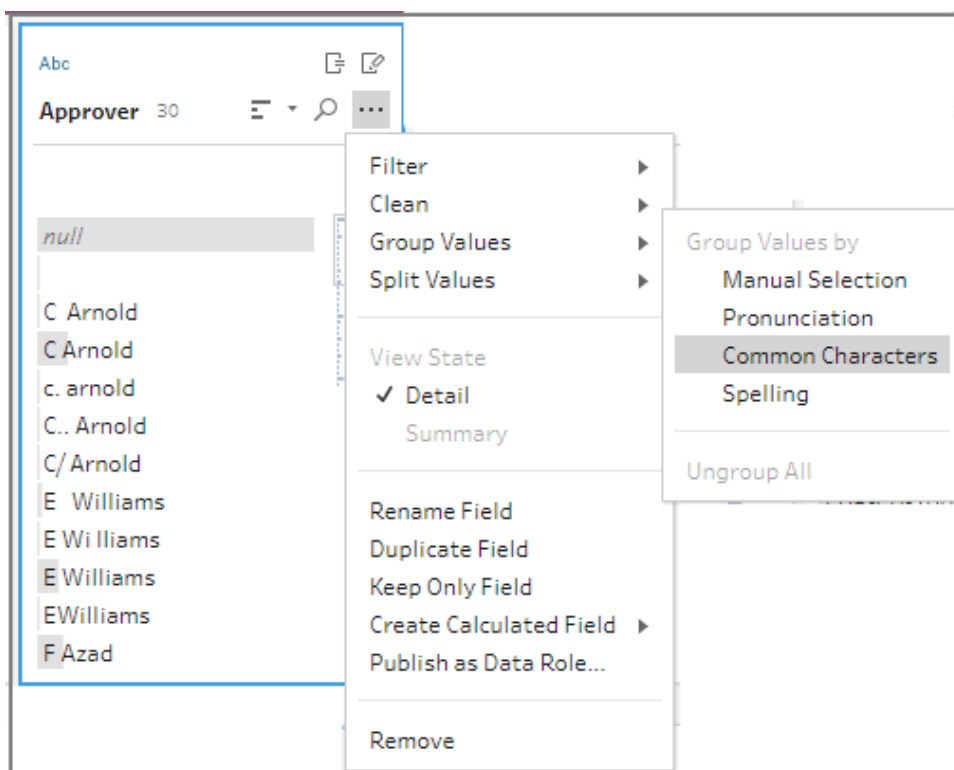 Abc
Approver 30
null
C Arnold
C Arnold
c. arnold
C.. Arnold
C/ Arnold
E  Williams
E Wi lliams
E Williams
EWilliams
F Azad
Filter
Clean
Group Values
Split Values
View State
✓ Detail
Summary
Rename Field
Duplicate Field
Keep Only Field
Create Calculated Field
Publish as Data Role...
Remove
Group Values by
Manual Selection
Pronunciation
Common Characters
Spelling
Ungroup All